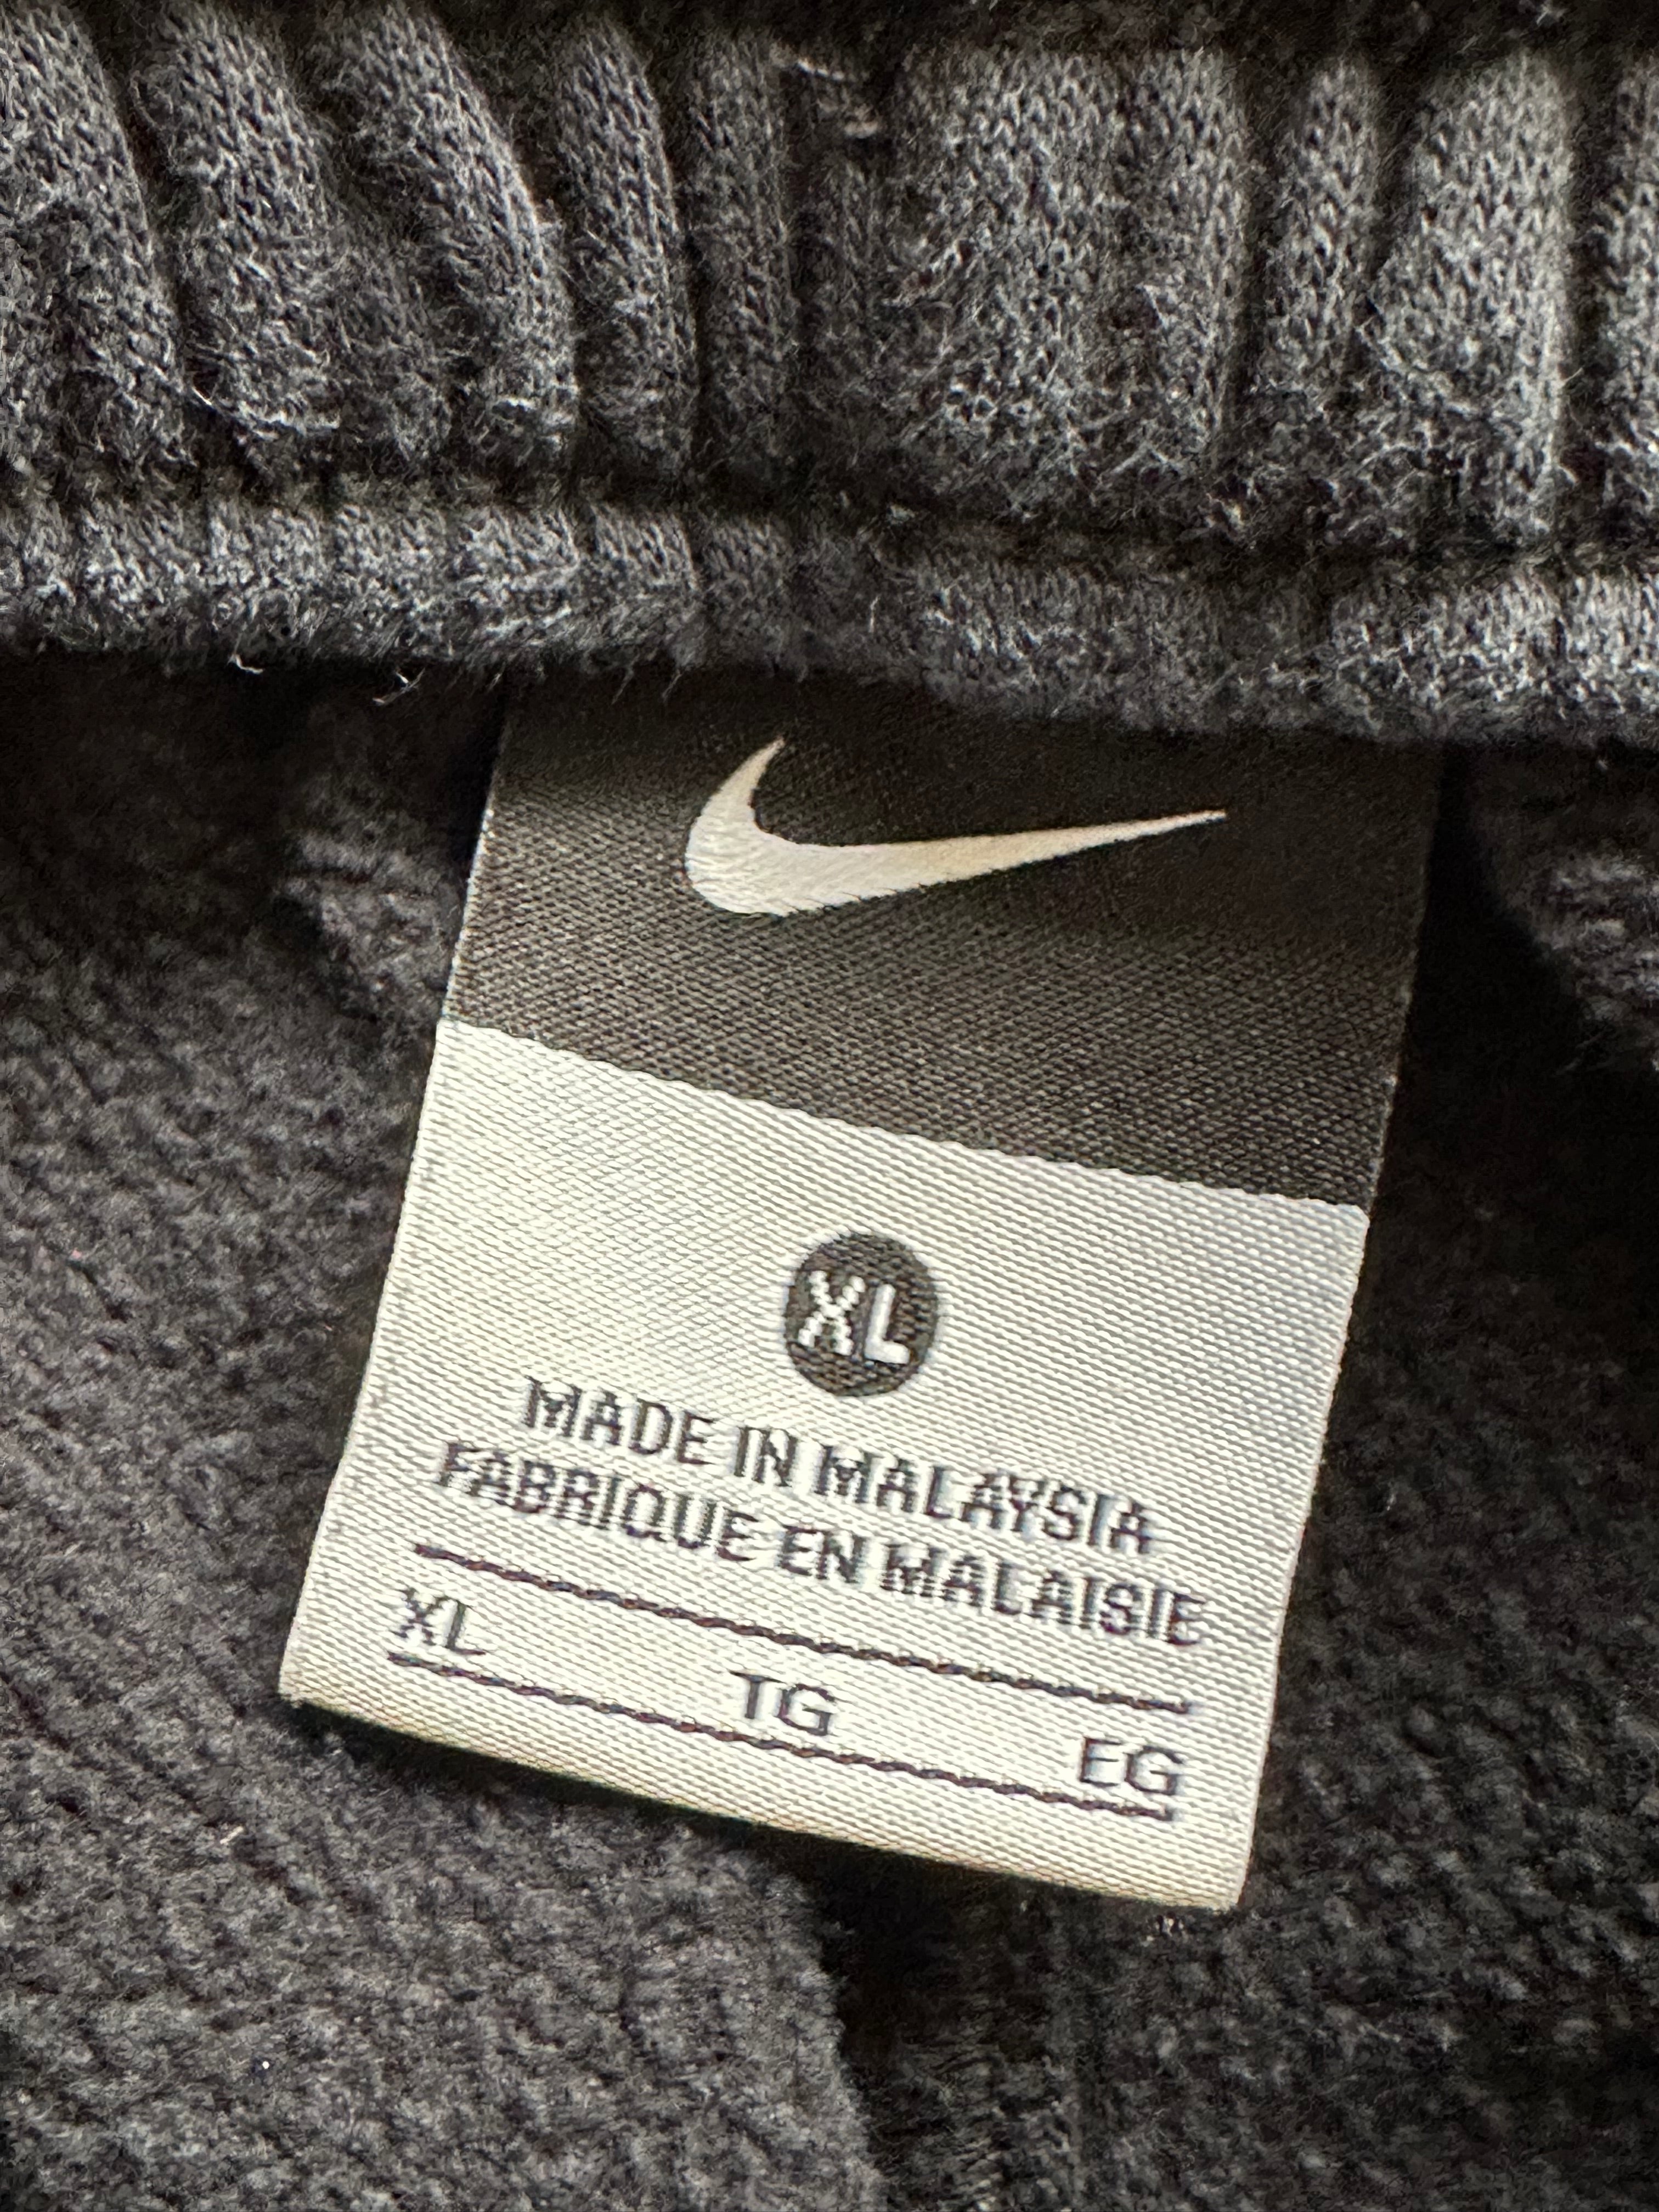 XL
MADE IN MALAYSIA
FABRIQUE EN MALAISIE
XL TG EG